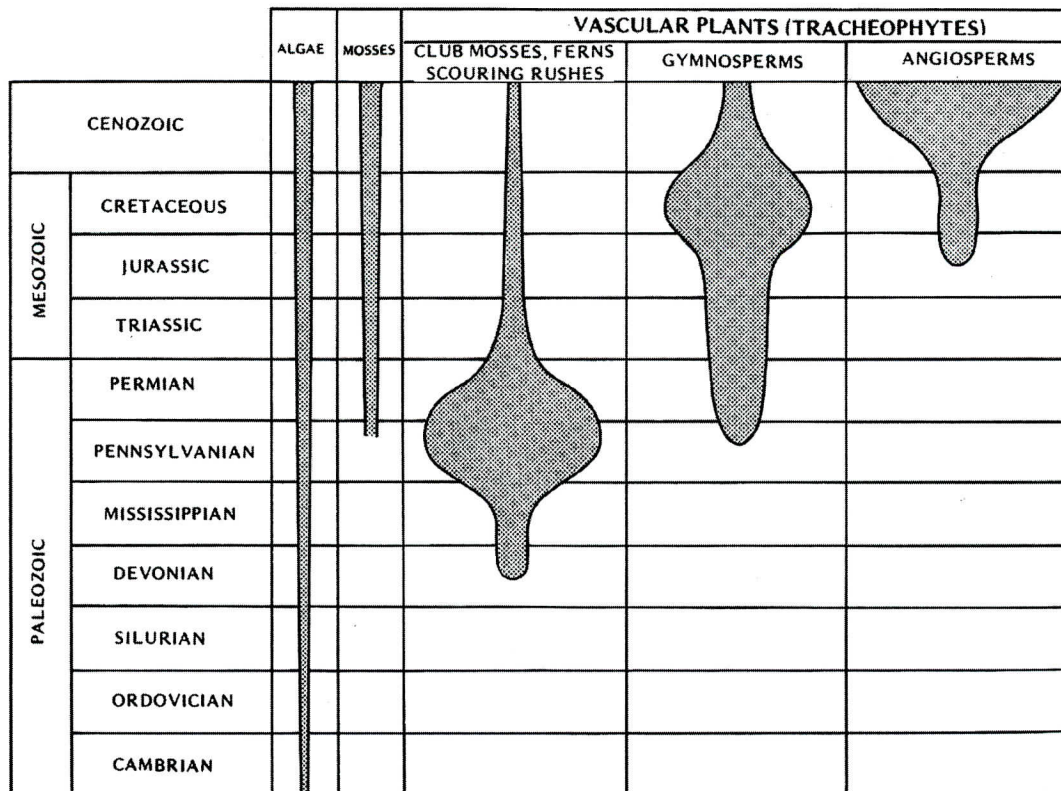 VASCULAR PLANTS (TRACHEOPHYTES)
ALGAE
MOSSES
CLUB MOSSES, FERNS
SCOURING RUSHES
GYMNOSPERMS
ANGIOSPERMS
CENOZOIC
MESOZOIC
CRETACEOUS
JURASSIC
TRIASSIC
PALEOZOIC
PERMIAN
PENNSYLVANIAN
MISSISSIPPIAN
DEVONIAN
SILURIAN
ORDOVICIAN
CAMBRIAN